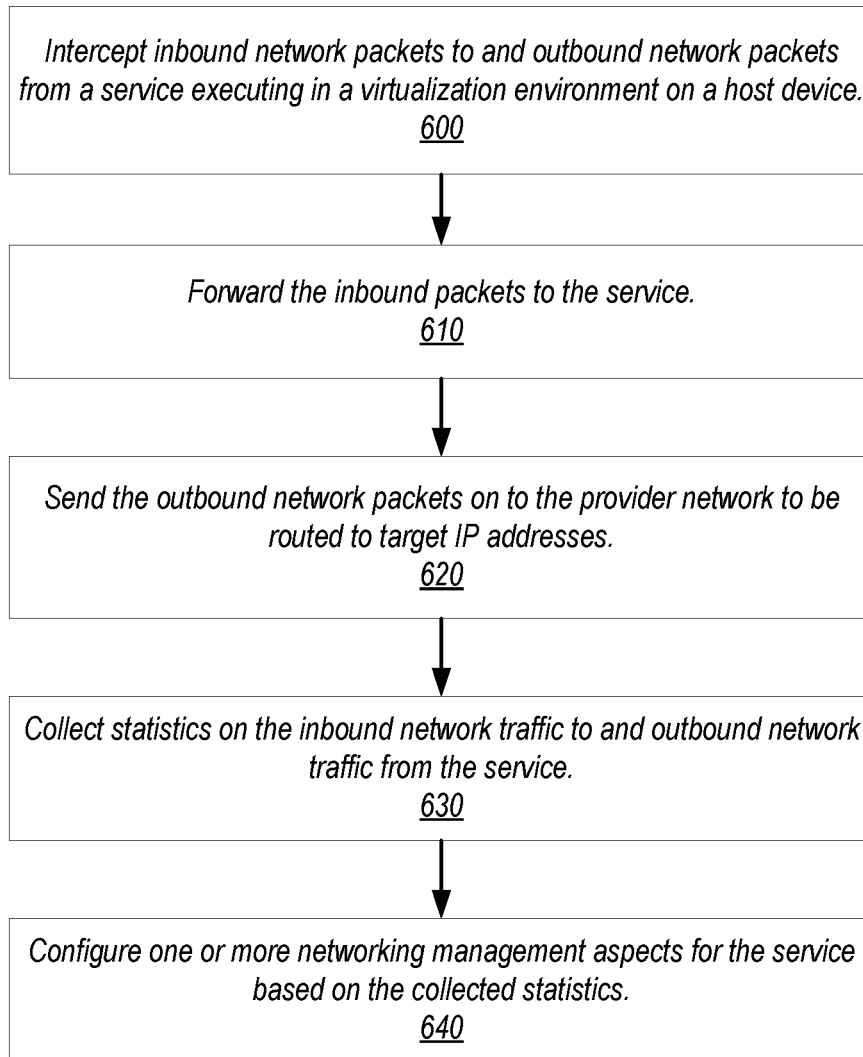 Intercept inbound network packets to and outbound network packets
from a service executing in a virtualization environment on a host device.
600
Forward the inbound packets to the service.
610
Send the outbound network packets on to the provider network to be
routed to target IP addresses.
620
Collect statistics on the inbound network traffic to and outbound network
traffic from the service.
630
Configure one or more networking management aspects for the service
based on the collected statistics.
640